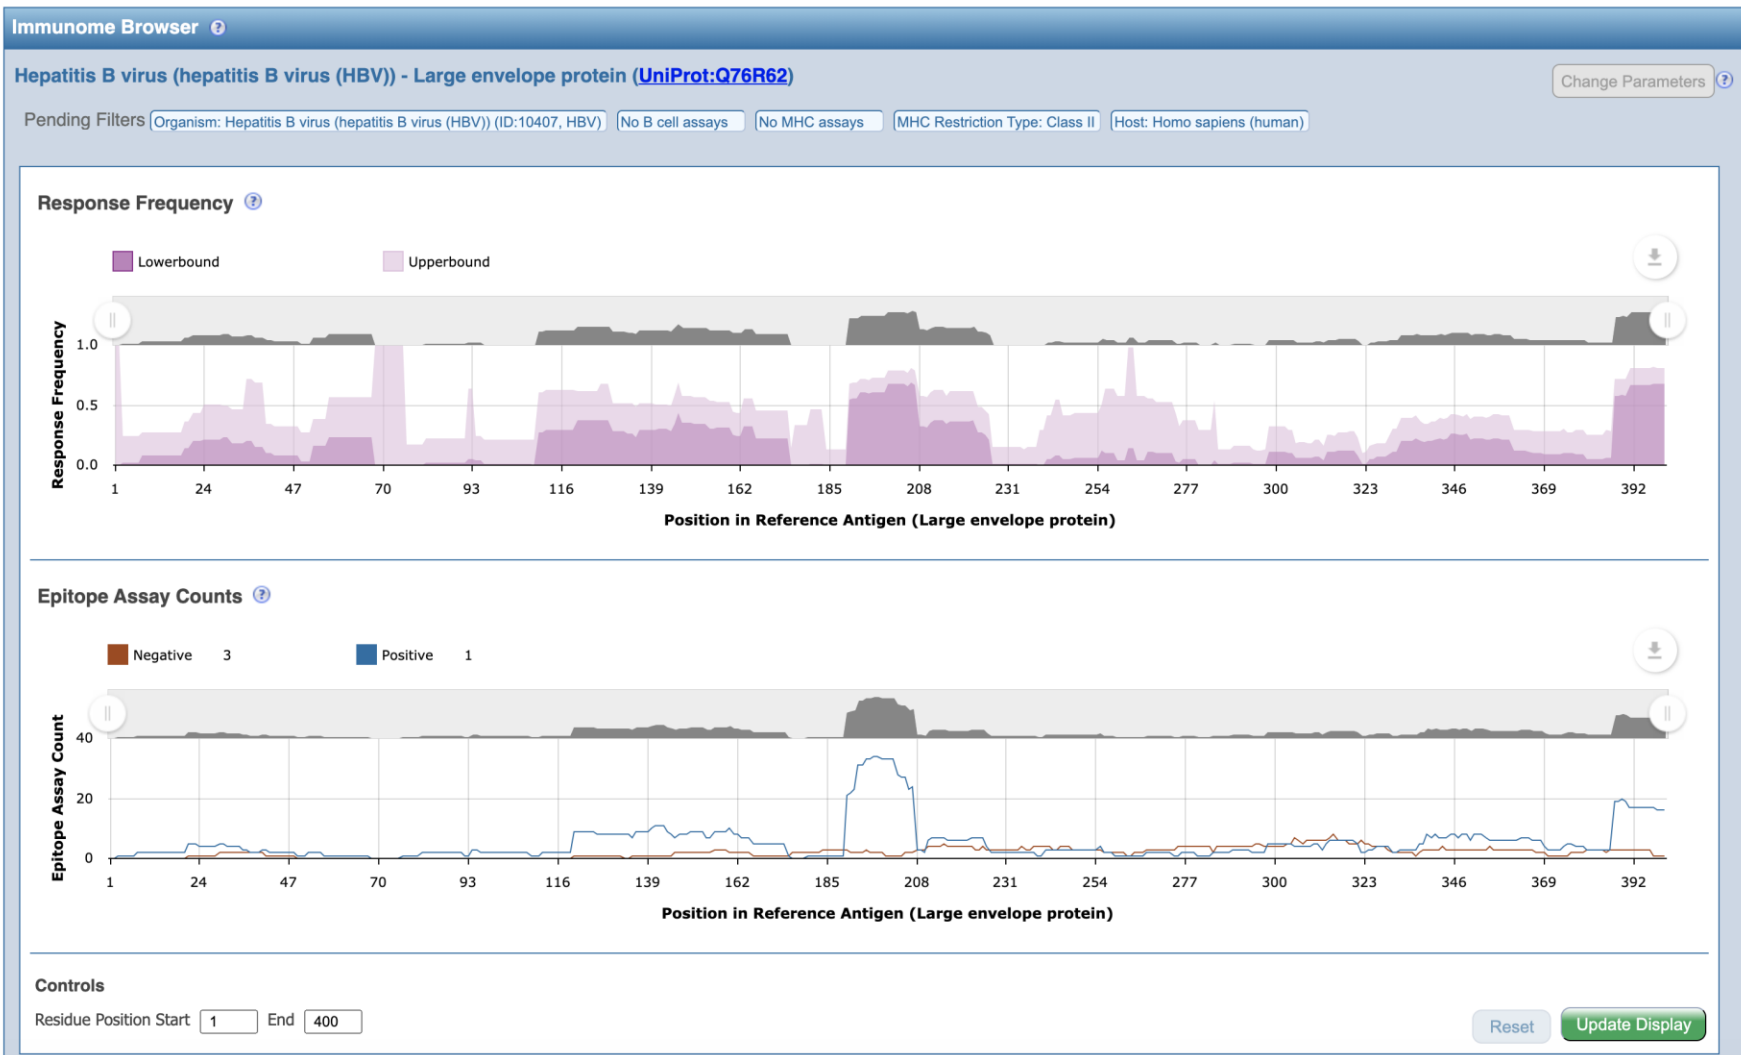 Immunome Browser ?
Hepatitis B virus (hepatitis B virus (HBV)) - Large envelope protein (UniProt:Q76R62)
Change Parameters ?
Pending Filters Organism: Hepatitis B virus (hepatitis B virus (HBV)) (ID:10407, HBV) No B cell assays No MHC assays MHC Restriction Type: Class II Host: Homo sapiens (human)
Response Frequency ?
Lowerbound Upperbound
Response Frequency
1.0
0.5
0.0
1 24 47 70 93 116 139 162 185 208 231 254 277 300 323 346 369 392
Position in Reference Antigen (Large envelope protein)
Epitope Assay Counts ?
Negative 3 Positive 1
Epitope Assay Count
40
20
0
1 24 47 70 93 116 139 162 185 208 231 254 277 300 323 346 369 392
Position in Reference Antigen (Large envelope protein)
Controls
Residue Position Start 1 End 400
Reset Update Display